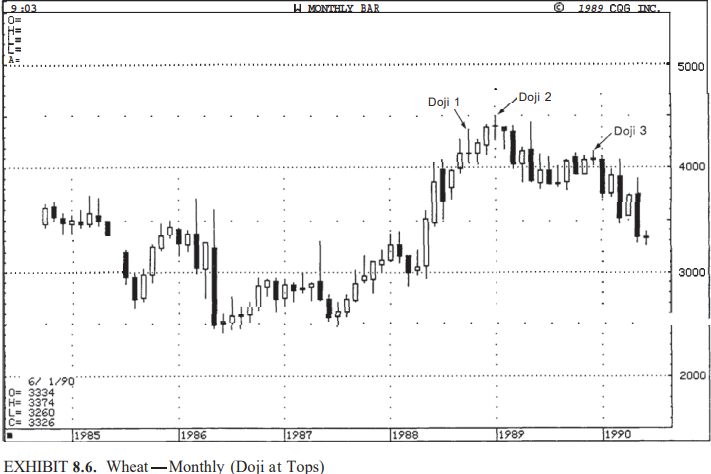 9:03 W MONTHLY BAR © 1989 CQG INC.
O=
H=
L=
L=
A=
5000
Doji 1
Doji 2
Doji 3
4000
3000
2000
6/ 1/90
O= 3334
H= 3374
L= 3260
C= 3326
1985 1986 1987 1988 1989 1990
EXHIBIT 8.6. Wheat—Monthly (Doji at Tops)